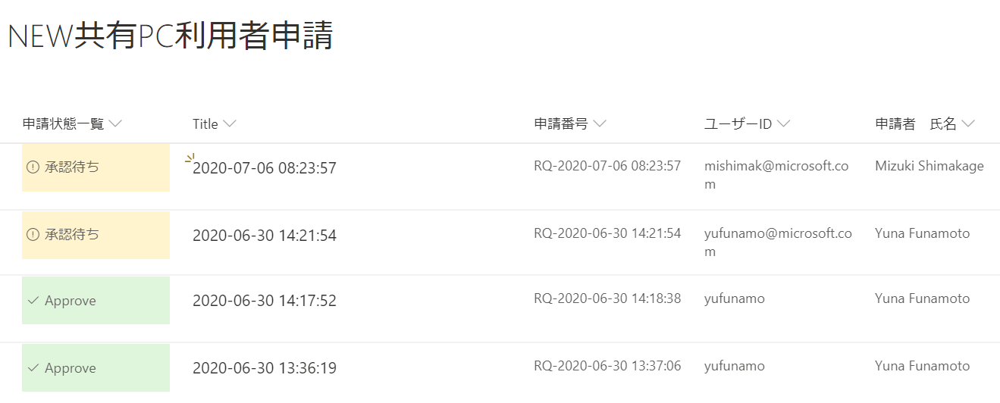 NEW共有PC利用者申請
申請状態一覧 Title 申請番号 ユーザーID 申請者　氏名
承認待ち 2020-07-06 08:23:57 RQ-2020-07-06 08:23:57 mishimak@microsoft.co Mizuki Shimakage
m
承認待ち 2020-06-30 14:21:54 RQ-2020-06-30 14:21:54 yufunamo@microsoft.co Yuna Funamoto
m
Approve 2020-06-30 14:17:52 RQ-2020-06-30 14:18:38 yufunamo Yuna Funamoto
Approve 2020-06-30 13:36:19 RQ-2020-06-30 13:37:06 yufunamo Yuna Funamoto